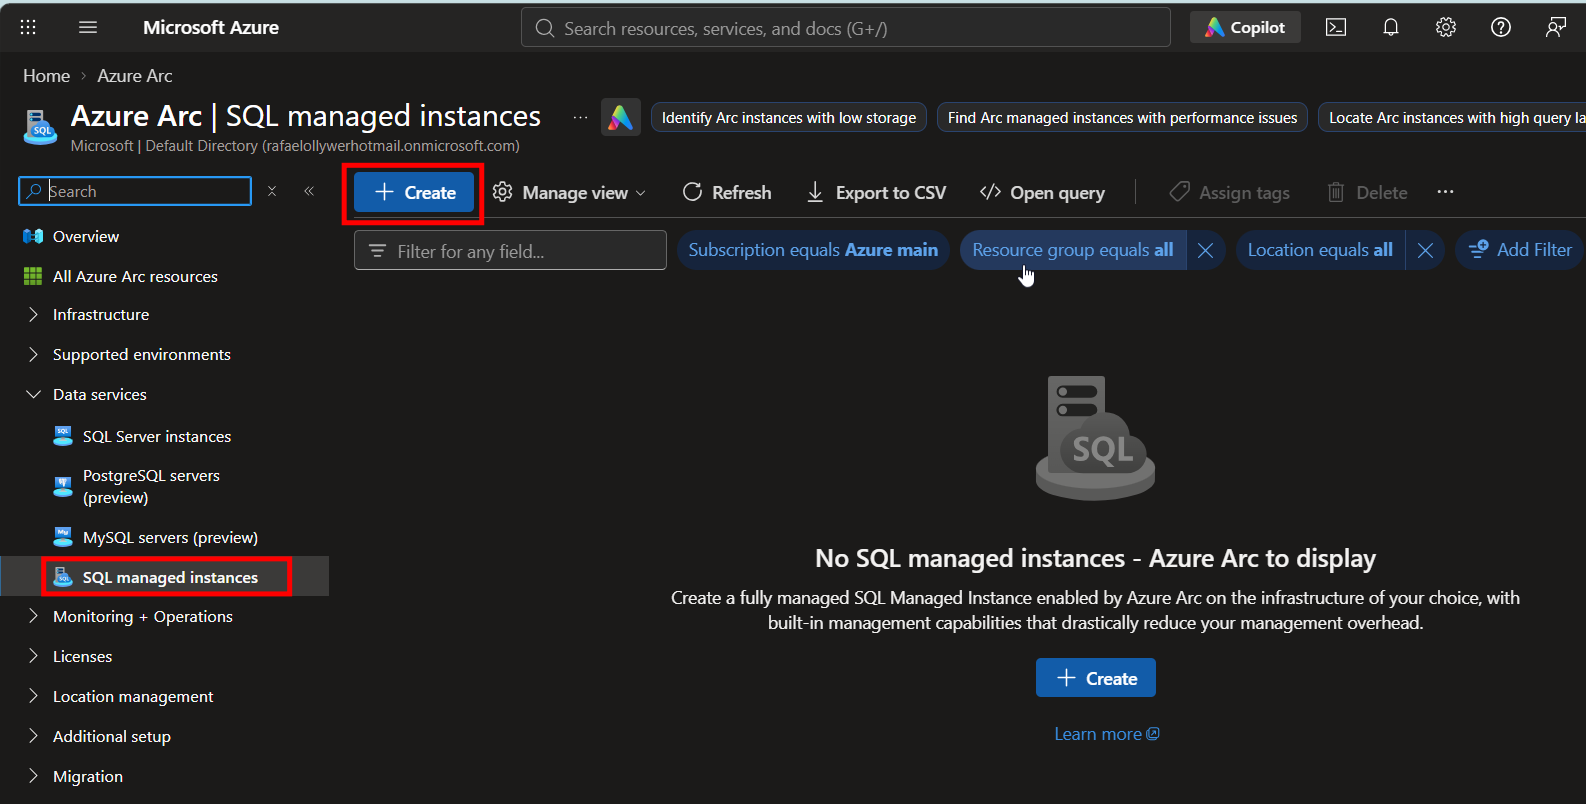 Microsoft Azure
Search resources, services, and docs (G+/)
Copilot
Home > Azure Arc
Azure Arc | SQL managed instances
...
Identify Arc instances with low storage
Find Arc managed instances with performance issues
Locate Arc instances with high query la
Microsoft | Default Directory (rafaelollywerhotmail.onmicrosoft.com)
Search
+ Create
Manage view
Refresh
Export to CSV
</> Open query
Assign tags
Delete
...
Filter for any field...
Subscription equals Azure main
Resource group equals all
Location equals all
Add Filter
Overview
All Azure Arc resources
Infrastructure
Supported environments
Data services
SQL Server instances
PostgreSQL servers
(preview)
MySQL servers (preview)
SQL managed instances
Monitoring + Operations
Licenses
Location management
Additional setup
Migration
SQL
No SQL managed instances - Azure Arc to display
Create a fully managed SQL Managed Instance enabled by Azure Arc on the infrastructure of your choice, with
built-in management capabilities that drastically reduce your management overhead.
+ Create
Learn more